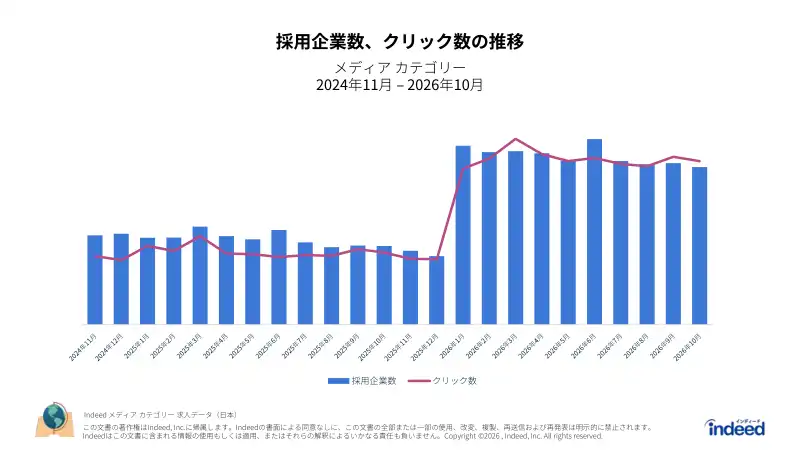 採用企業数、クリック数の推移
メディア カテゴリー
2024年11月 – 2026年10月
2024年11月
2024年12月
2025年1月
2025年2月
2025年3月
2025年4月
2025年5月
2025年6月
2025年7月
2025年8月
2025年9月
2025年10月
2025年11月
2025年12月
2026年1月
2026年2月
2026年3月
2026年4月
2026年5月
2026年6月
2026年7月
2026年8月
2026年9月
2026年10月
採用企業数 クリック数
Indeed メディア カテゴリー 求人データ（日本）
この文書の著作権はIndeed, Inc.に帰属します。Indeedの書面による同意なしに、この文書の全部または一部の使用、改変、複製、再送信および再発表は明示的に禁止されます。
Indeedはこの文書に含まれる情報の使用もしくは適用、またはそれらの解釈によるいかなる責任も負いません。Copyright ©2026 , Indeed, Inc. All rights reserved.
インディード
indeed